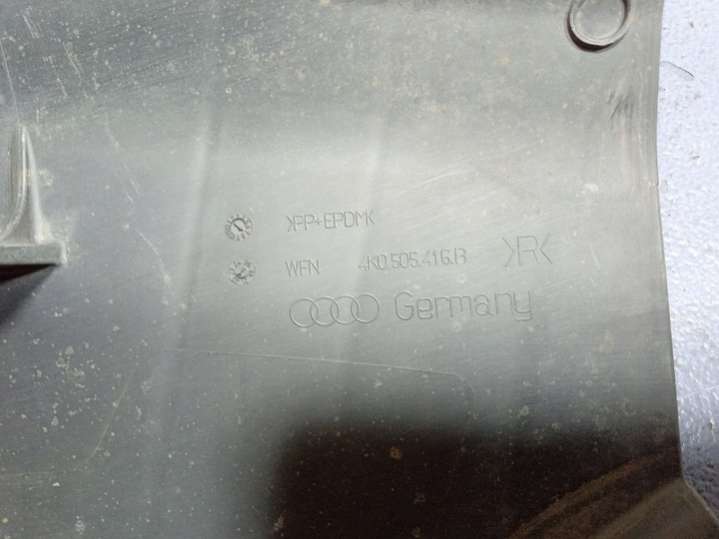 >PP+EPDM<
WFN 4K0.505.416.B >R<
Germany